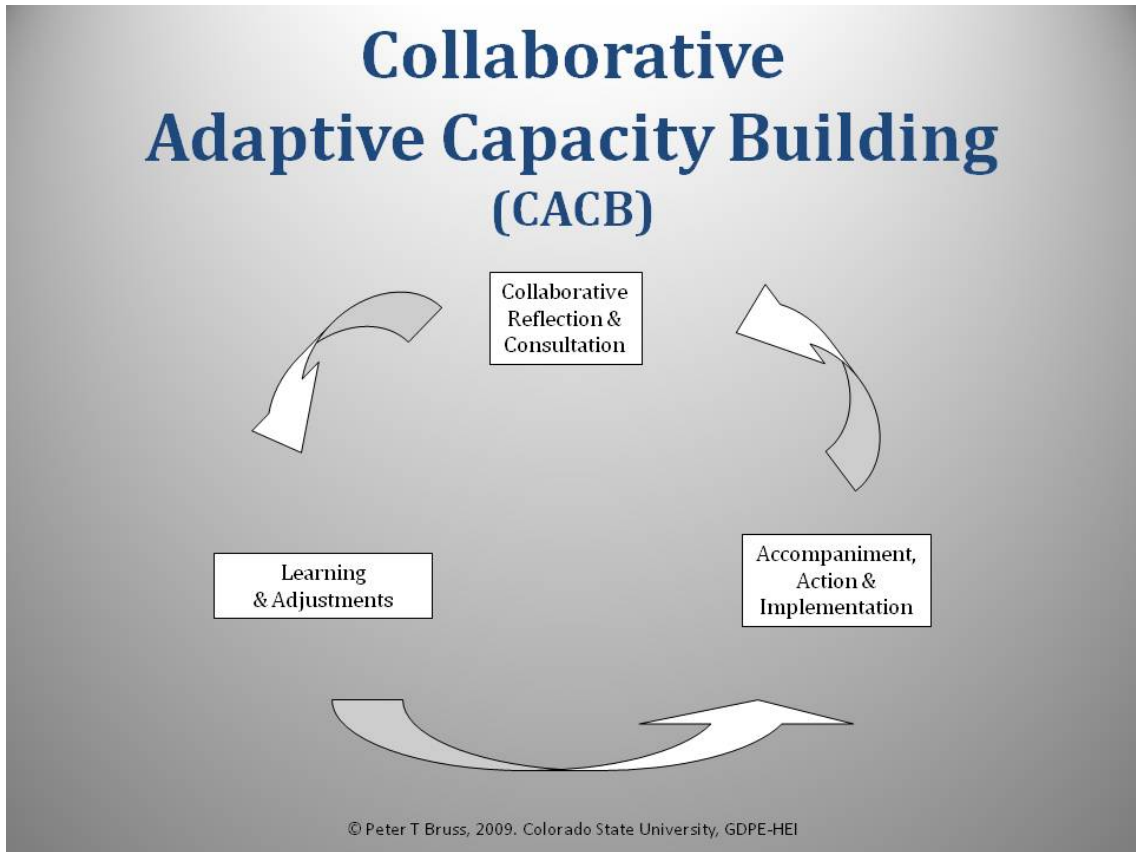 Collaborative
Adaptive Capacity Building
(CACB)
Collaborative
Reflection &
Consultation
Learning
& Adjustments
Accompaniment,
Action &
Implementation
© Peter T Bruss, 2009. Colorado State University, GDPE-HEI